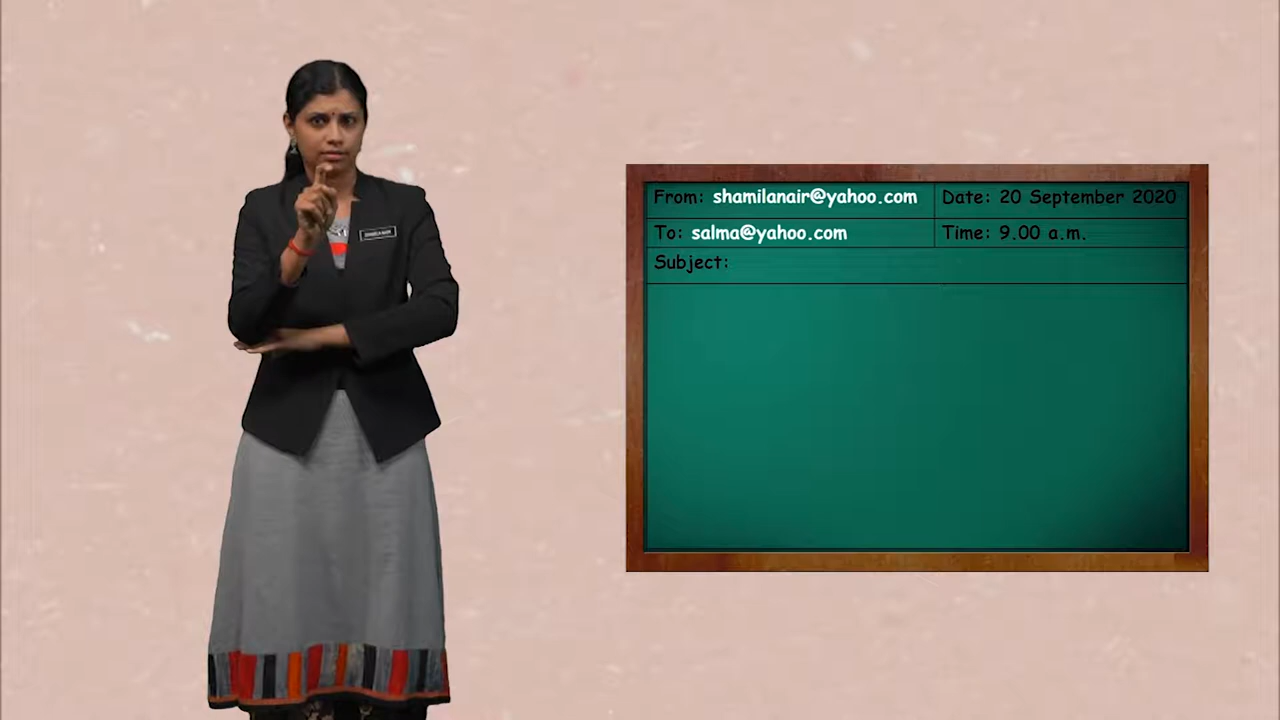 From: shamilanair@yahoo.com
Date: 20 September 2020
To: salma@yahoo.com
Time: 9.00 a.m.
Subject: